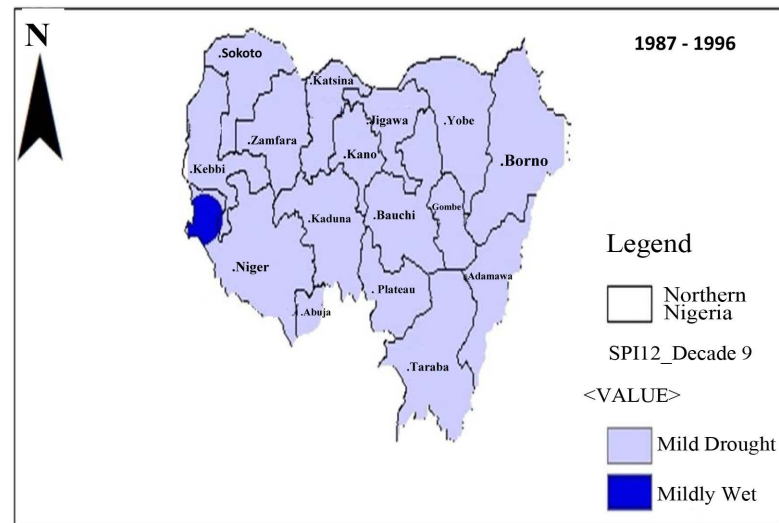 N
1987 - 1996
.Sokoto
.Katsina
.Jigawa
.Yobe
.Zamfara
.Kano
.Borno
.Kebbi
.Kaduna
.Bauchi
Gombe
.Niger
. Plateau
.Adamawa
.Abuja
.Taraba
Legend
Northern
Nigeria
SPI12_Decade 9
<VALUE>
Mild Drought
Mildly Wet